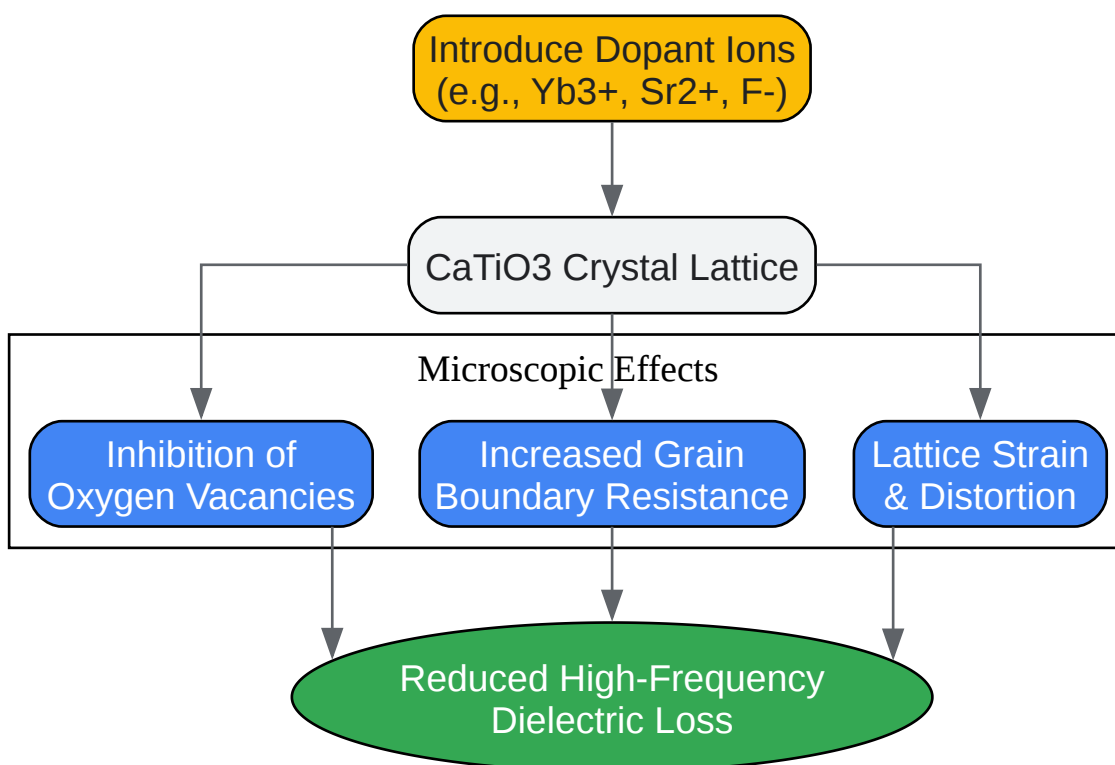 Introduce Dopant Ions
(e.g., Yb3+, Sr2+, F-)
CaTiO3 Crystal Lattice
Microscopic Effects
Inhibition of
Oxygen Vacancies
Increased Grain
Boundary Resistance
Lattice Strain
& Distortion
Reduced High-Frequency
Dielectric Loss